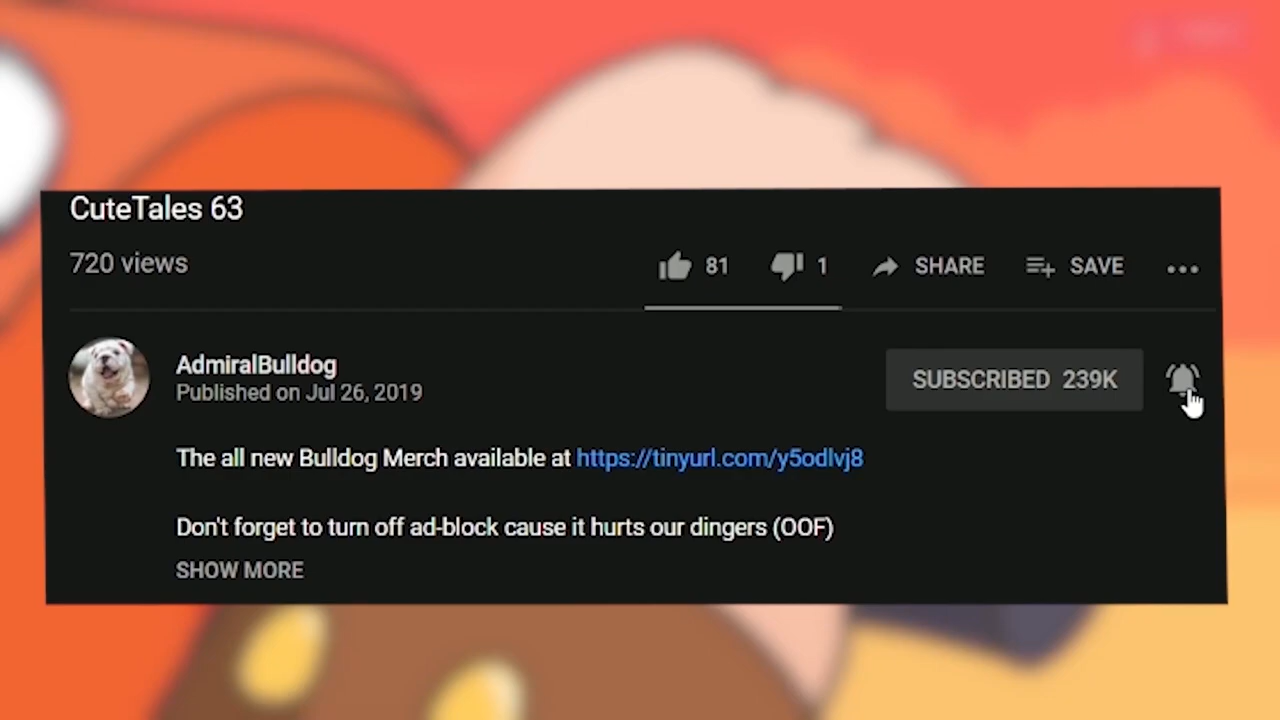 CuteTales 63
720 views
81 1 SHARE SAVE
AdmiralBulldog
Published on Jul 26, 2019
SUBSCRIBED 239K
The all new Bulldog Merch available at https://tinyurl.com/y5odlvj8
Don't forget to turn off ad-block cause it hurts our dingers (OOF)
SHOW MORE